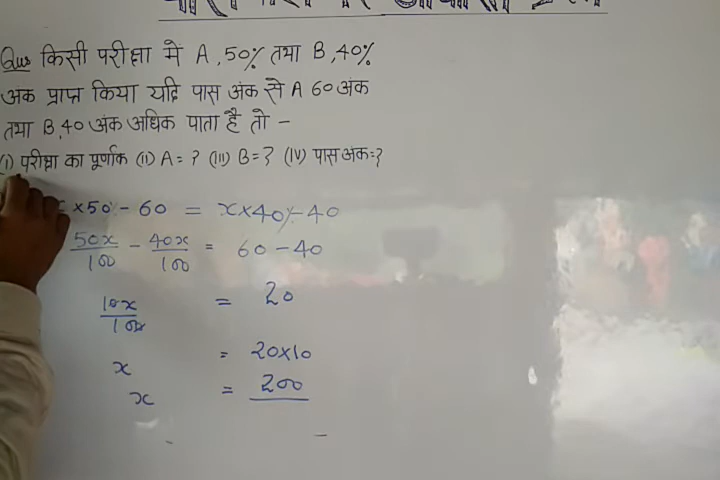 Que किसी परीक्षा मे A, 50% तथा B, 40%
अंक प्राप्त किया यदि पास अंक से A 60 अंक
तथा B, 40 अंक अधिक पाता है तो -
(I) परीक्षा का पूर्णांक (II) A = ? (III) B = ? (IV) पास अंक = ?
x × 50% - 60 = x × 40% - 40
50x/100 - 40x/100 = 60 - 40
10x/100 = 20
x = 20×10
x = 200